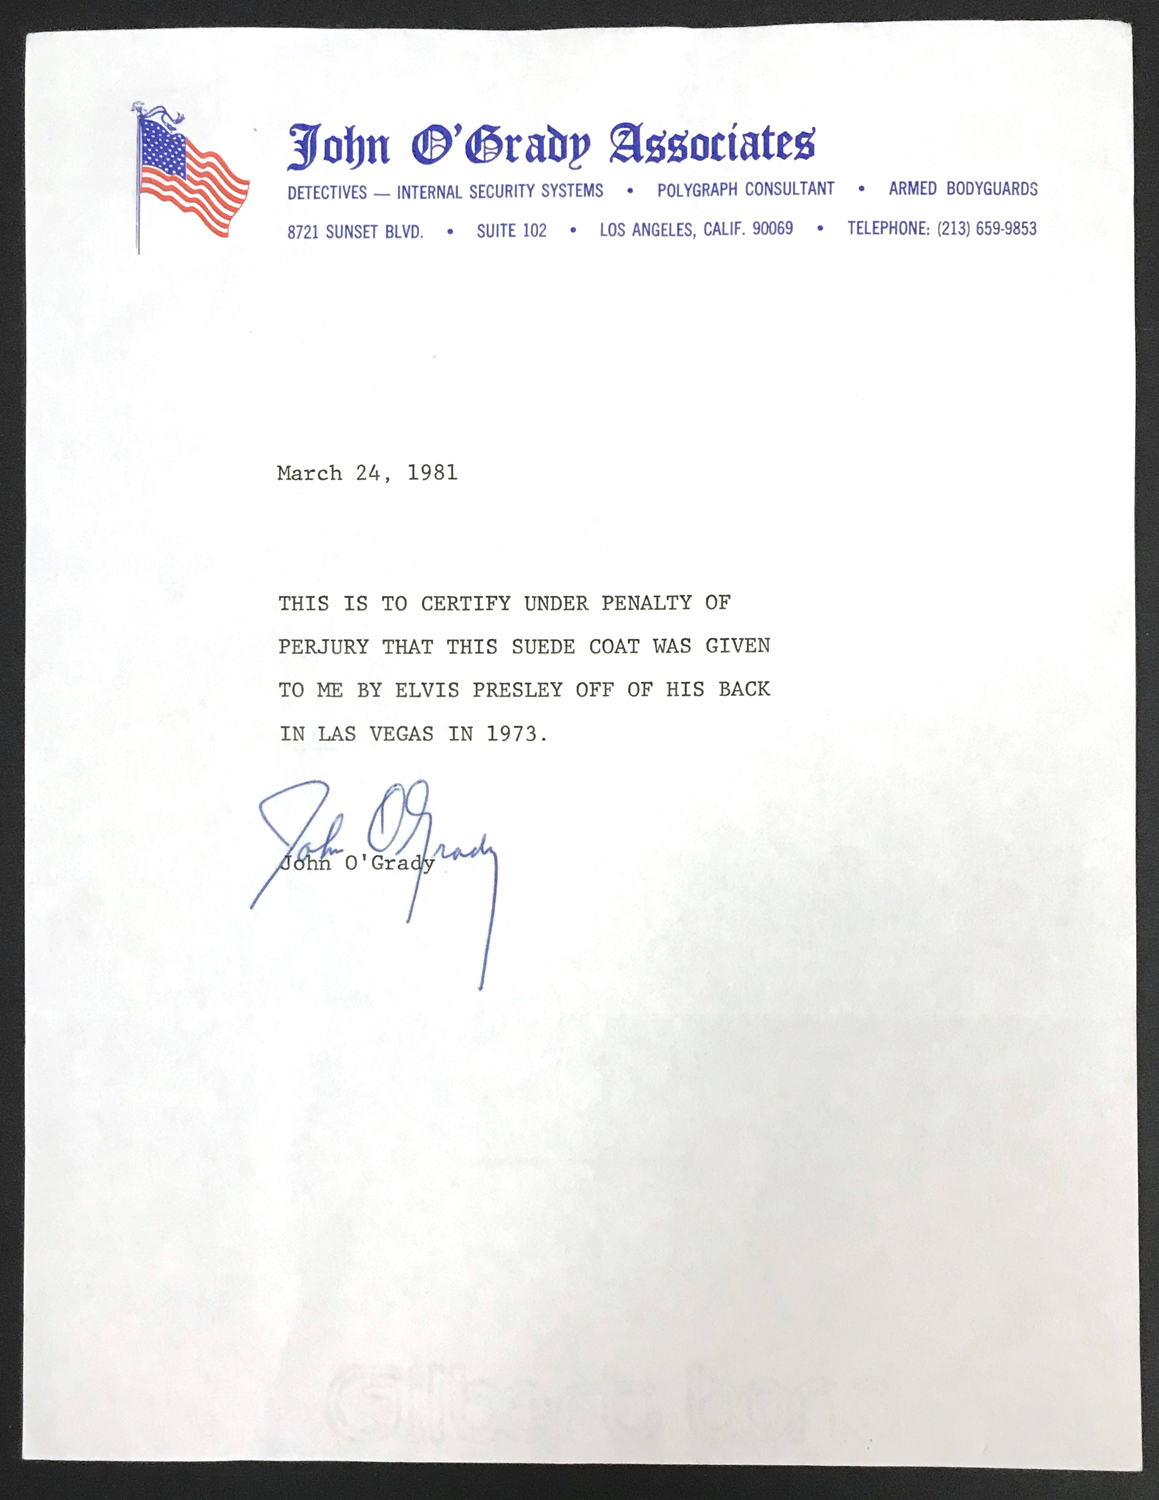 John O'Grady Associates
DETECTIVES — INTERNAL SECURITY SYSTEMS • POLYGRAPH CONSULTANT • ARMED BODYGUARDS
8721 SUNSET BLVD. • SUITE 102 • LOS ANGELES, CALIF. 90069 • TELEPHONE: (213) 659-9853
March 24, 1981
THIS IS TO CERTIFY UNDER PENALTY OF
PERJURY THAT THIS SUEDE COAT WAS GIVEN
TO ME BY ELVIS PRESLEY OFF OF HIS BACK
IN LAS VEGAS IN 1973.
John O'Grady
John O'Grady